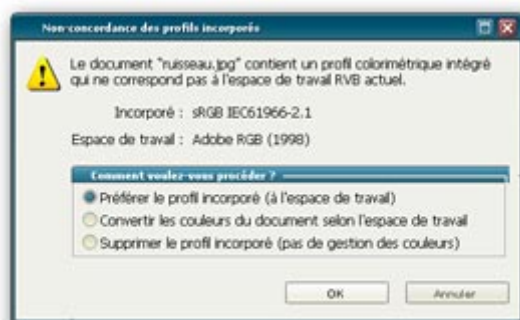 Non-concordance des profils incorporés
Le document "ruisseau.jpg" contient un profil colorimétrique intégré
qui ne correspond pas à l'espace de travail RVB actuel.
Incorporé : sRGB IEC61966-2.1
Espace de travail : Adobe RGB (1998)
Comment voulez-vous procéder ?
Préférer le profil incorporé (à l'espace de travail)
Convertir les couleurs du document selon l'espace de travail
Supprimer le profil incorporé (pas de gestion des couleurs)
OK
Annuler